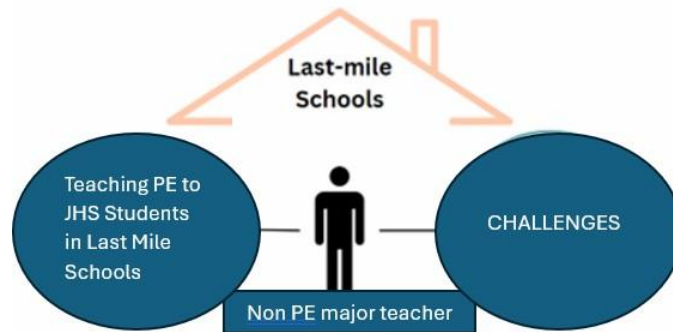 Last-mile
Schools
Teaching PE to
JHS Students
in Last Mile
Schools
CHALLENGES
Non PE major teacher